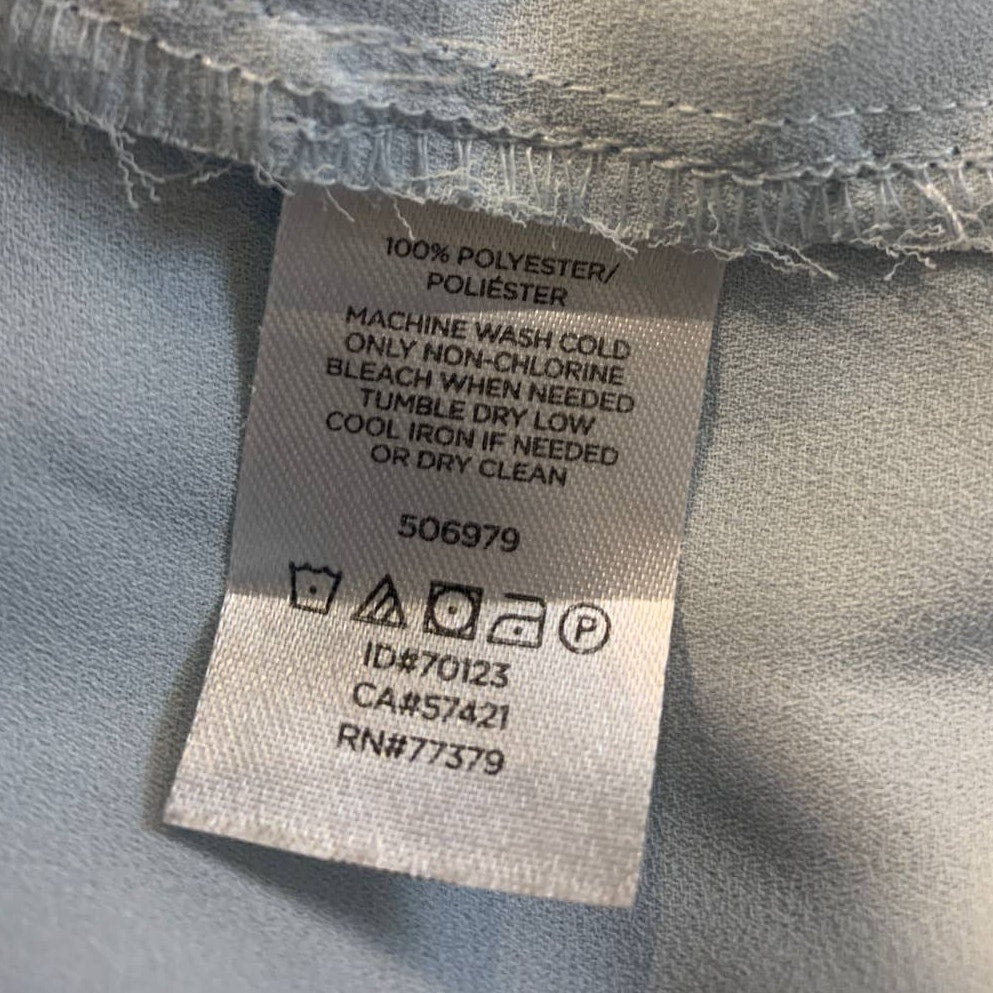 100% POLYESTER/
POLIÉSTER
MACHINE WASH COLD
ONLY NON-CHLORINE
BLEACH WHEN NEEDED
TUMBLE DRY LOW
COOL IRON IF NEEDED
OR DRY CLEAN
506979
P
ID#70123
CA#57421
RN#77379